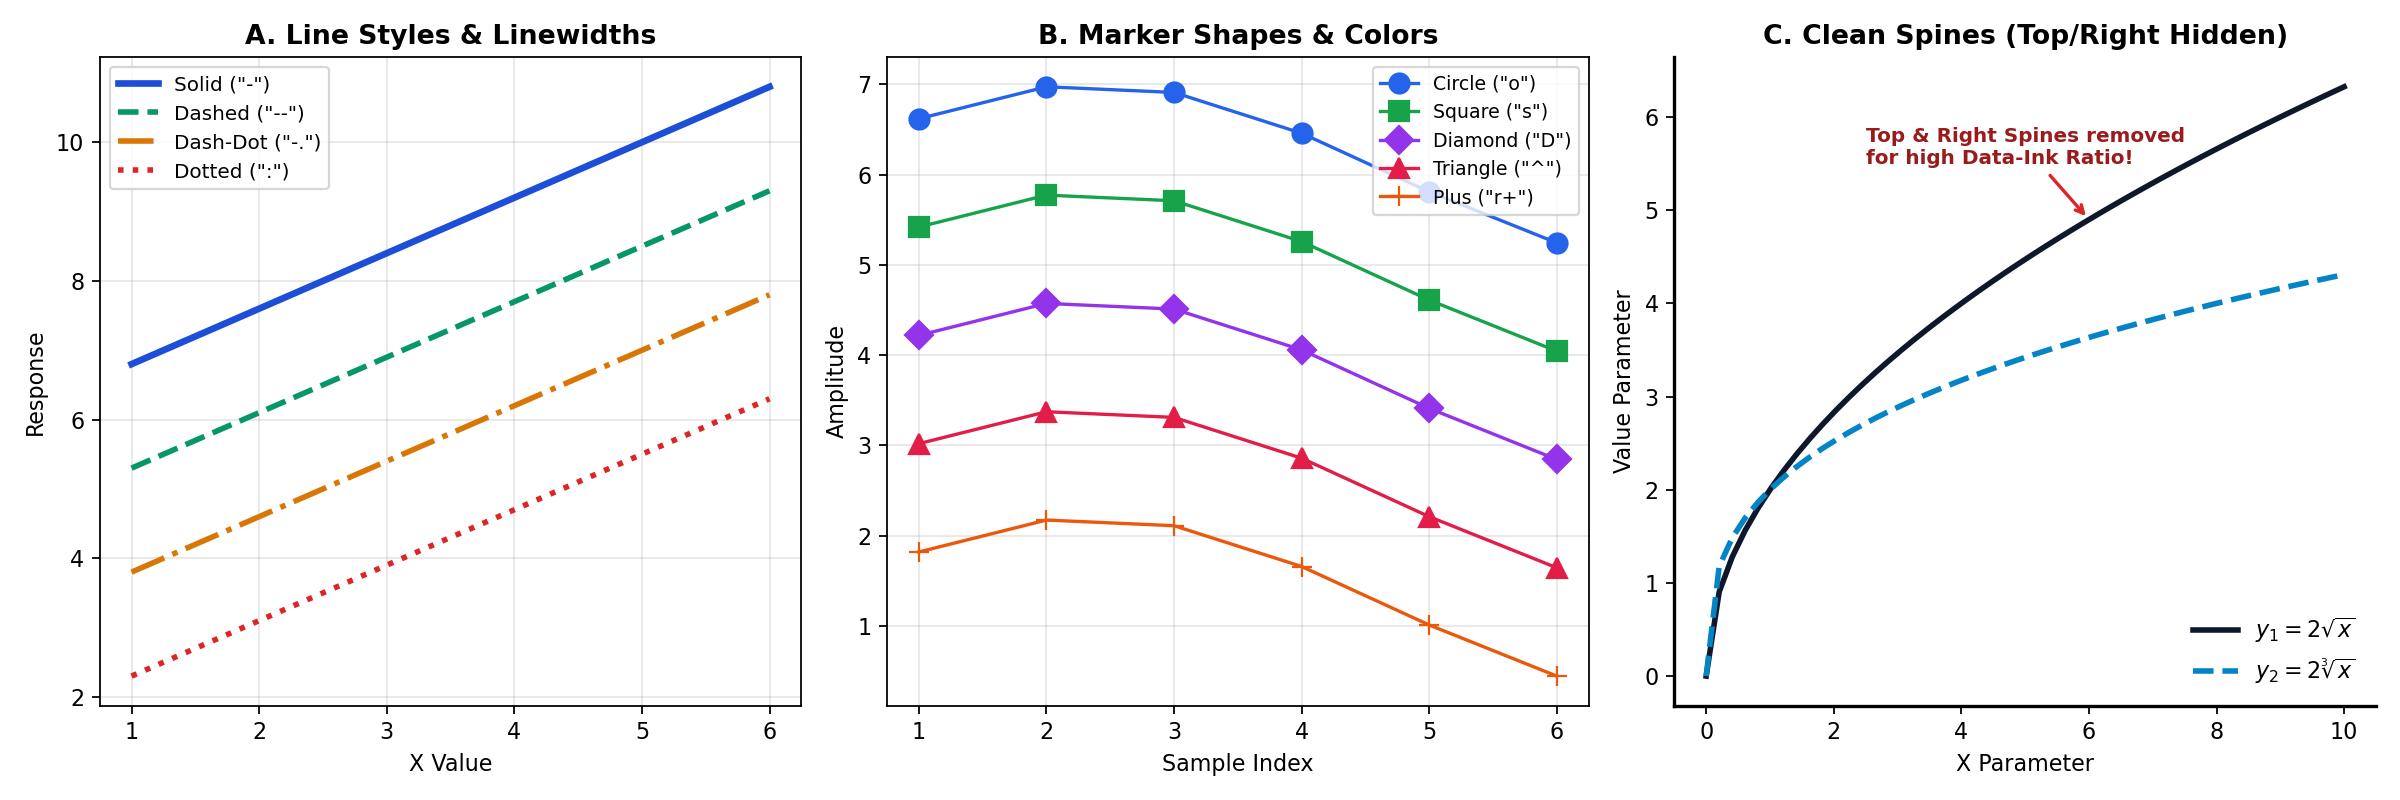 A. Line Styles & Linewidths
Solid ("-")
Dashed ("--")
Dash-Dot ("-.")
Dotted (":")
10
8
6
4
2
Response
1 2 3 4 5 6
X Value
B. Marker Shapes & Colors
Circle ("o")
Square ("s")
Diamond ("D")
Triangle ("^")
Plus ("r+")
7
6
5
4
3
2
1
Amplitude
1 2 3 4 5 6
Sample Index
C. Clean Spines (Top/Right Hidden)
Top & Right Spines removed
for high Data-Ink Ratio!
6
5
4
3
2
1
0
Value Parameter
y₁ = 2√x
y₂ = 2∛x
0 2 4 6 8 10
X Parameter